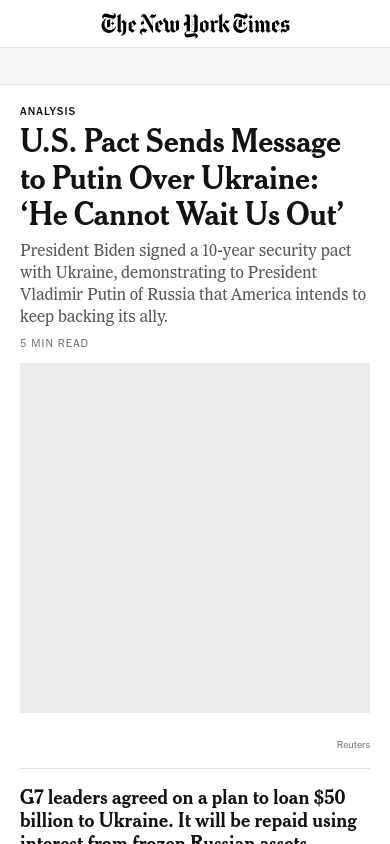 The New York Times
ANALYSIS
U.S. Pact Sends Message
to Putin Over Ukraine:
‘He Cannot Wait Us Out’
President Biden signed a 10-year security pact
with Ukraine, demonstrating to President
Vladimir Putin of Russia that America intends to
keep backing its ally.
5 MIN READ
Reuters
G7 leaders agreed on a plan to loan $50
billion to Ukraine. It will be repaid using
interest from frozen Russian assets.